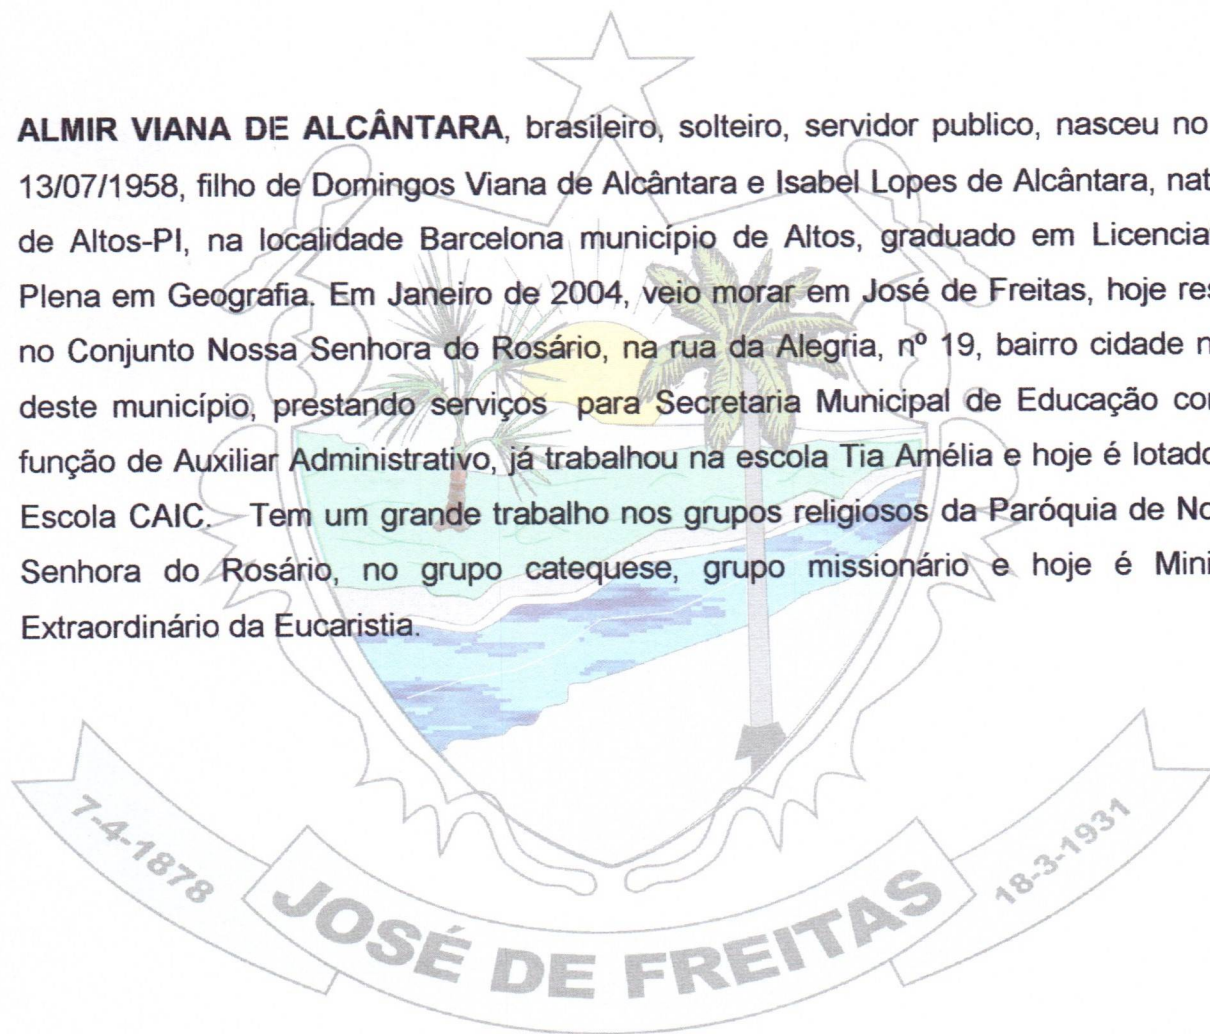 ALMIR VIANA DE ALCÂNTARA, brasileiro, solteiro, servidor publico, nasceu no
13/07/1958, filho de Domingos Viana de Alcântara e Isabel Lopes de Alcântara, nat
de Altos-PI, na localidade Barcelona município de Altos, graduado em Licencia
Plena em Geografia. Em Janeiro de 2004, veio morar em José de Freitas, hoje res
no Conjunto Nossa Senhora do Rosário, na rua da Alegria, nº 19, bairro cidade n
deste município, prestando serviços para Secretaria Municipal de Educação co
função de Auxiliar Administrativo, já trabalhou na escola Tia Amélia e hoje é lotado
Escola CAIC. Tem um grande trabalho nos grupos religiosos da Paróquia de No
Senhora do Rosário, no grupo catequese, grupo missionário e hoje é Mini
Extraordinário da Eucaristia.
7-4-1878
JOSÉ DE FREITAS
18-3-1931